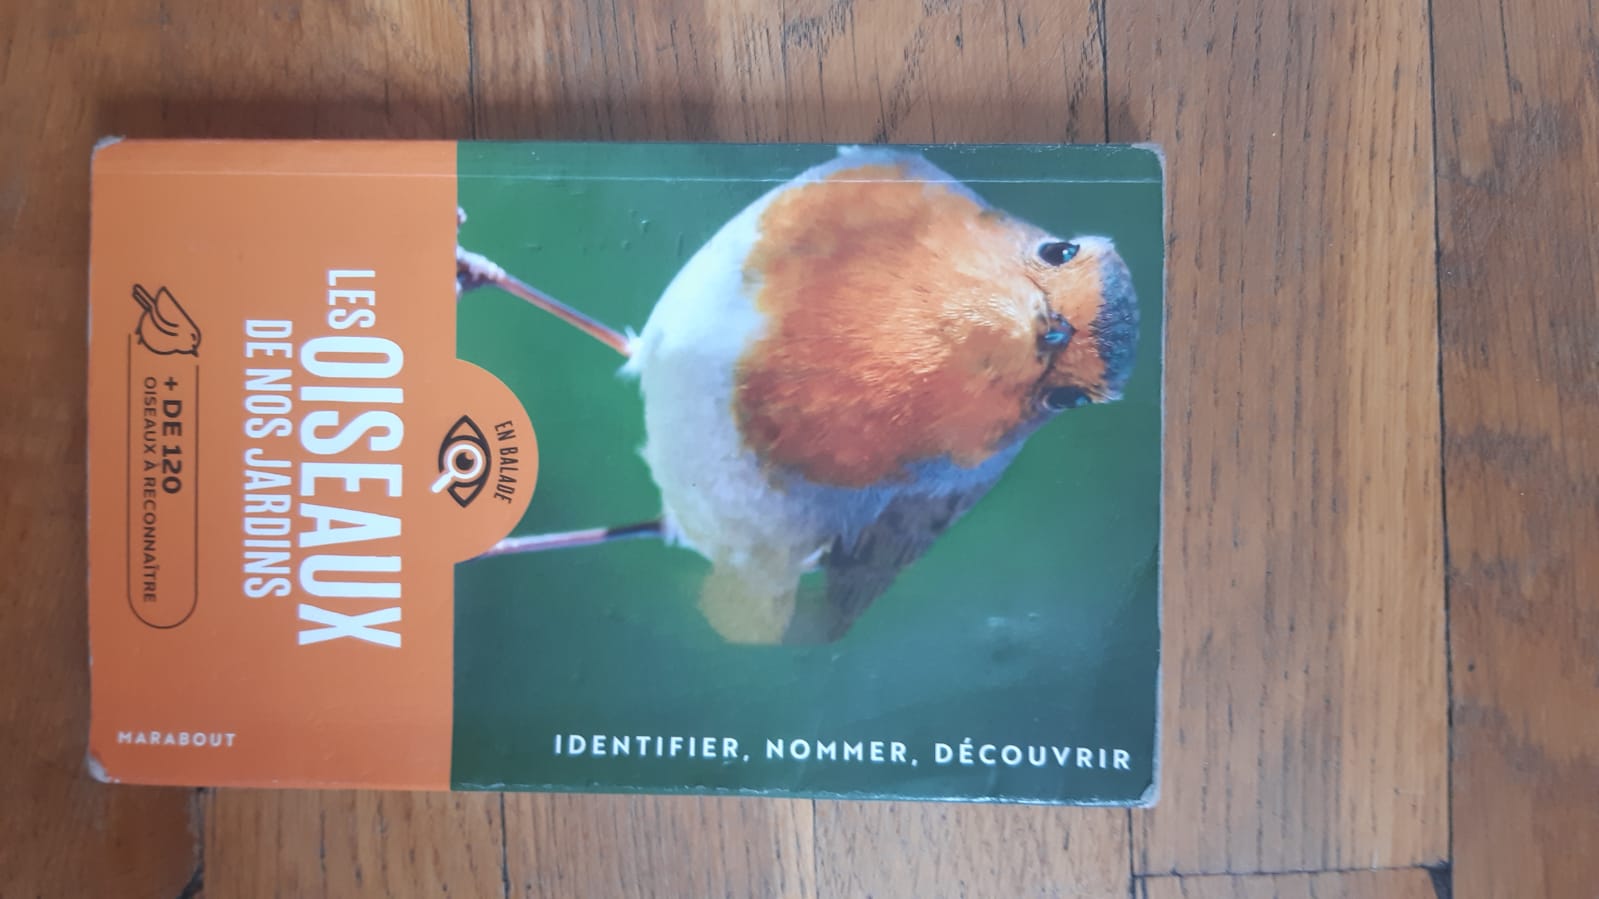 IDENTIFIER, NOMMER, DÉCOUVRIR
EN BALADE
LES OISEAUX
DE NOS JARDINS
+ DE 120
OISEAUX À RECONNAÎTRE
MARABOUT